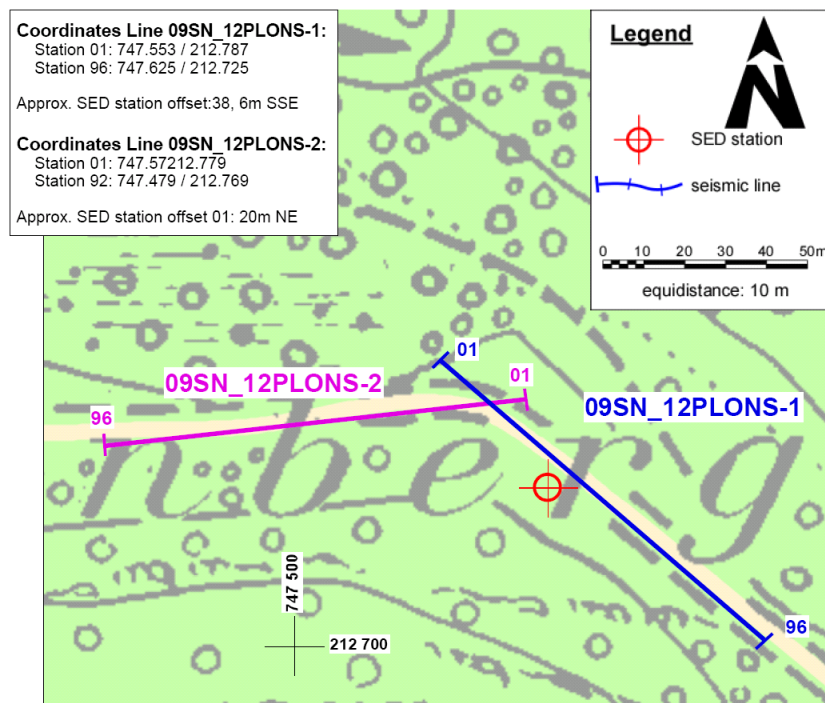 Coordinates Line 09SN_12PLONS-1:
Station 01: 747.553 / 212.787
Station 96: 747.625 / 212.725
Approx. SED station offset:38, 6m SSE
Coordinates Line 09SN_12PLONS-2:
Station 01: 747.57212.779
Station 92: 747.479 / 212.769
Approx. SED station offset 01: 20m NE
Legend
N
SED station
seismic line
0 10 20 30 40 50m
equidistance: 10 m
01
09SN_12PLONS-2
01
09SN_12PLONS-1
96
nberg
747 500
212 700
96